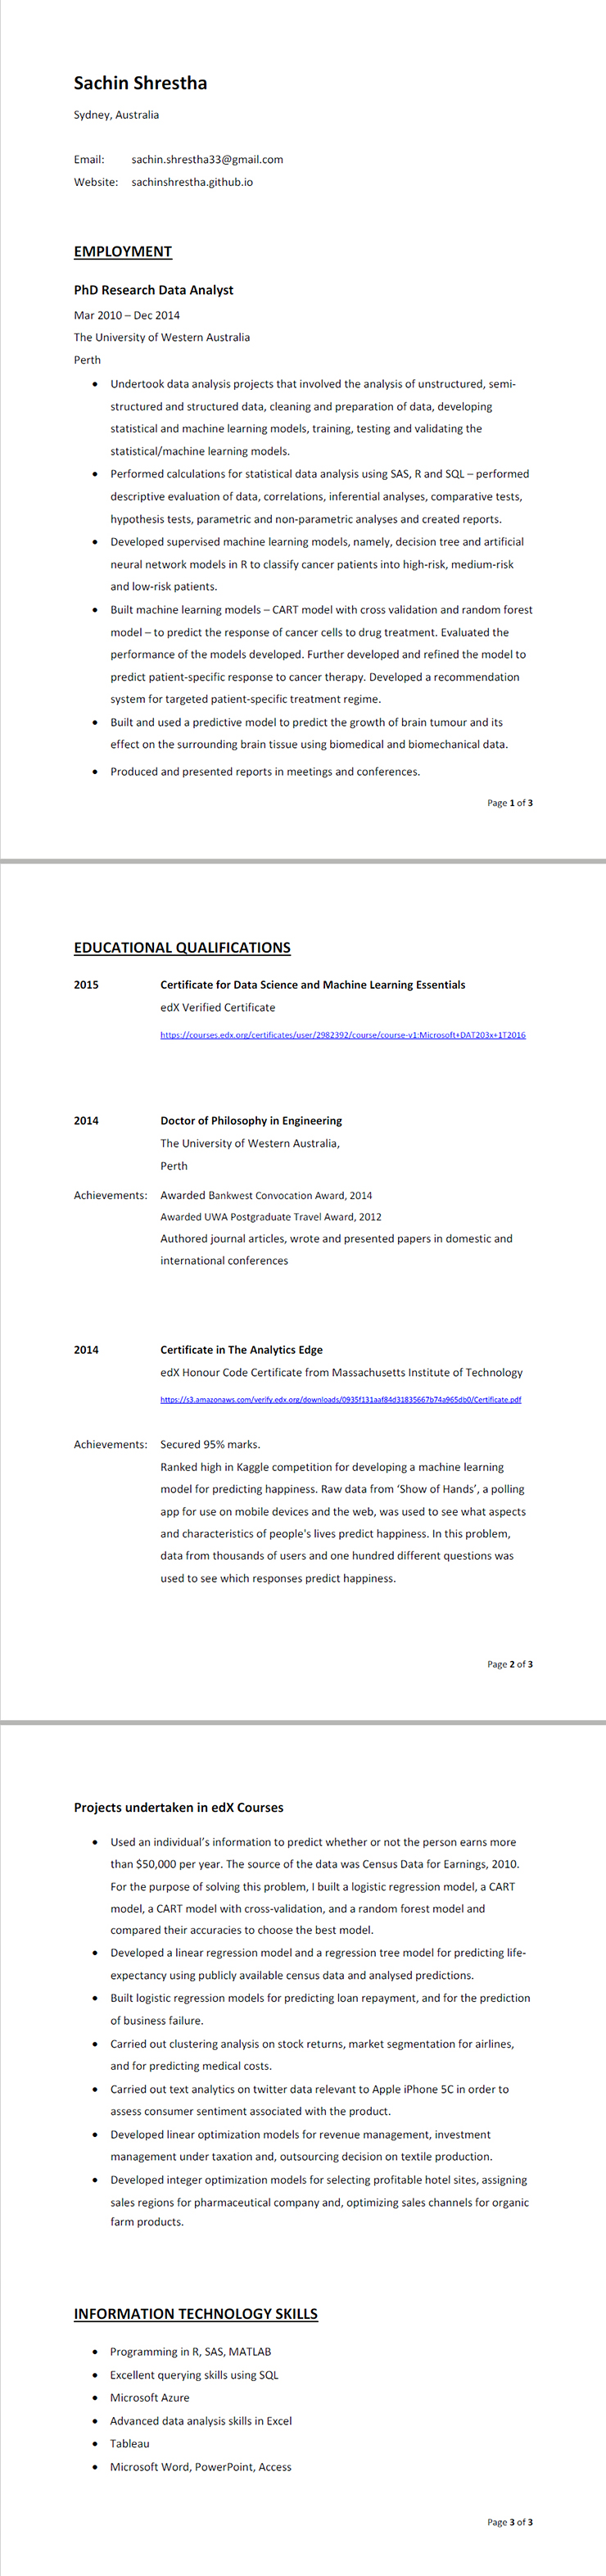 Sachin Shrestha
Sydney, Australia
Email: sachin.shrestha33@gmail.com
Website: sachinshrestha.github.io
EMPLOYMENT
PhD Research Data Analyst
Mar 2010 – Dec 2014
The University of Western Australia
Perth
• Undertook data analysis projects that involved the analysis of unstructured, semi-
structured and structured data, cleaning and preparation of data, developing
statistical and machine learning models, training, testing and validating the
statistical/machine learning models.
• Performed calculations for statistical data analysis using SAS, R and SQL – performed
descriptive evaluation of data, correlations, inferential analyses, comparative tests,
hypothesis tests, parametric and non-parametric analyses and created reports.
• Developed supervised machine learning models, namely, decision tree and artificial
neural network models in R to classify cancer patients into high-risk, medium-risk
and low-risk patients.
• Built machine learning models – CART model with cross validation and random forest
model – to predict the response of cancer cells to drug treatment. Evaluated the
performance of the models developed. Further developed and refined the model to
predict patient-specific response to cancer therapy. Developed a recommendation
system for targeted patient-specific treatment regime.
• Built and used a predictive model to predict the growth of brain tumour and its
effect on the surrounding brain tissue using biomedical and biomechanical data.
• Produced and presented reports in meetings and conferences.
Page 1 of 3
EDUCATIONAL QUALIFICATIONS
2015 Certificate for Data Science and Machine Learning Essentials
edX Verified Certificate
https://courses.edx.org/certificates/user/2982392/course/course-v1:Microsoft+DAT203x+1T2016
2014 Doctor of Philosophy in Engineering
The University of Western Australia,
Perth
Achievements: Awarded Bankwest Convocation Award, 2014
Awarded UWA Postgraduate Travel Award, 2012
Authored journal articles, wrote and presented papers in domestic and
international conferences
2014 Certificate in The Analytics Edge
edX Honour Code Certificate from Massachusetts Institute of Technology
https://s3.amazonaws.com/verify.edx.org/downloads/0935f131aaf84d31835667b74a965db0/Certificate.pdf
Achievements: Secured 95% marks.
Ranked high in Kaggle competition for developing a machine learning
model for predicting happiness. Raw data from ‘Show of Hands’, a polling
app for use on mobile devices and the web, was used to see what aspects
and characteristics of people's lives predict happiness. In this problem,
data from thousands of users and one hundred different questions was
used to see which responses predict happiness.
Page 2 of 3
Projects undertaken in edX Courses
• Used an individual’s information to predict whether or not the person earns more
than $50,000 per year. The source of the data was Census Data for Earnings, 2010.
For the purpose of solving this problem, I built a logistic regression model, a CART
model, a CART model with cross-validation, and a random forest model and
compared their accuracies to choose the best model.
• Developed a linear regression model and a regression tree model for predicting life-
expectancy using publicly available census data and analysed predictions.
• Built logistic regression models for predicting loan repayment, and for the prediction
of business failure.
• Carried out clustering analysis on stock returns, market segmentation for airlines,
and for predicting medical costs.
• Carried out text analytics on twitter data relevant to Apple iPhone 5C in order to
assess consumer sentiment associated with the product.
• Developed linear optimization models for revenue management, investment
management under taxation and, outsourcing decision on textile production.
• Developed integer optimization models for selecting profitable hotel sites, assigning
sales regions for pharmaceutical company and, optimizing sales channels for organic
farm products.
INFORMATION TECHNOLOGY SKILLS
• Programming in R, SAS, MATLAB
• Excellent querying skills using SQL
• Microsoft Azure
• Advanced data analysis skills in Excel
• Tableau
• Microsoft Word, PowerPoint, Access
Page 3 of 3